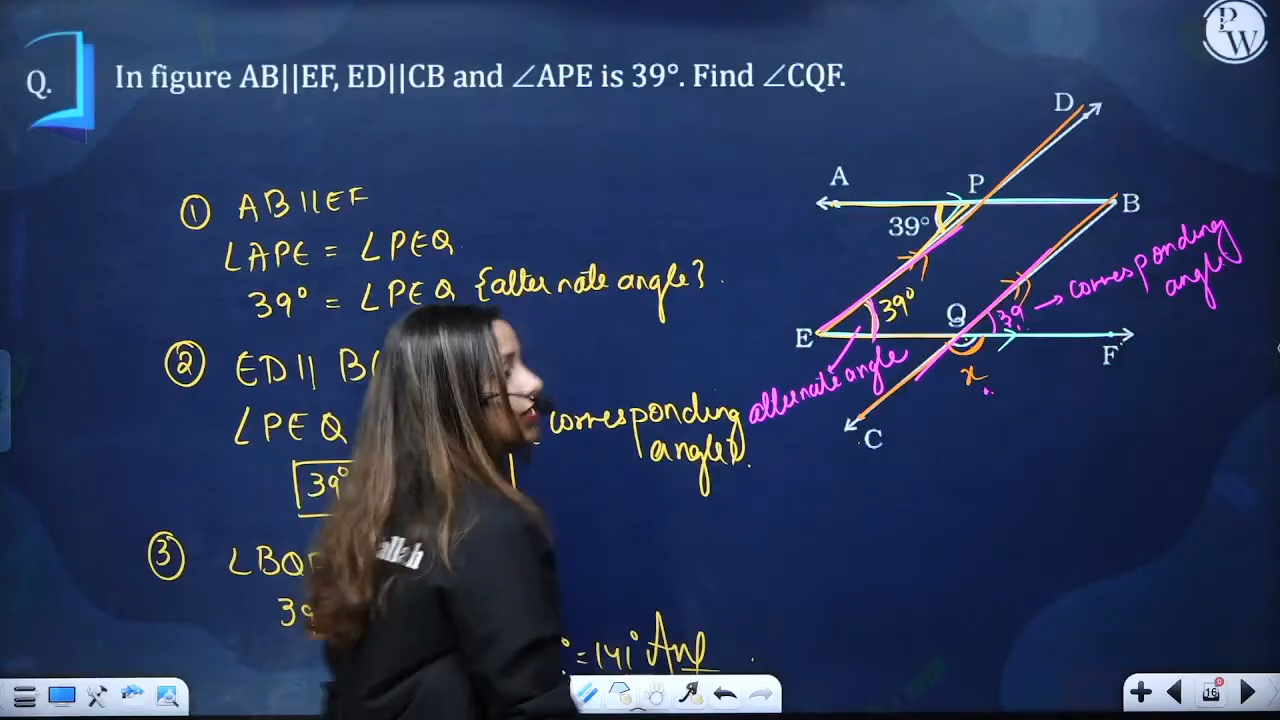 Q. In figure AB||EF, ED||CB and ∠APE is 39°. Find ∠CQF.
PW
① AB||EF
∠APE = ∠PEQ
39° = ∠PEQ {alternate angle}.
② ED||
∠PEQ
corresponding
angle).
39°
③
39
=141° Ans
D
A
P
B
39°
39°
E
Q
39
F
C
x
→ corresponding
angle
alternate angle
16
0